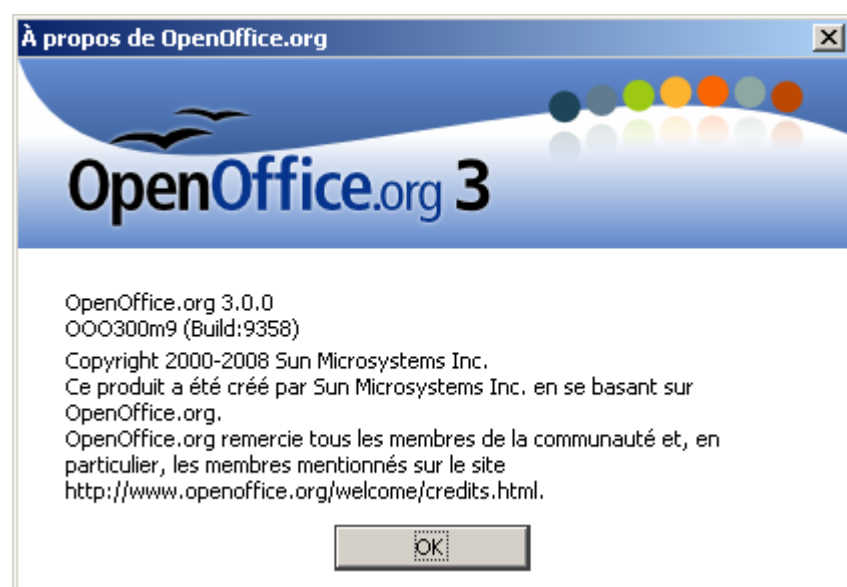 À propos de OpenOffice.org
OpenOffice.org 3
OpenOffice.org 3.0.0
OOO300m9 (Build:9358)
Copyright 2000-2008 Sun Microsystems Inc.
Ce produit a été créé par Sun Microsystems Inc. en se basant sur
OpenOffice.org.
OpenOffice.org remercie tous les membres de la communauté et, en
particulier, les membres mentionnés sur le site
http://www.openoffice.org/welcome/credits.html.
OK